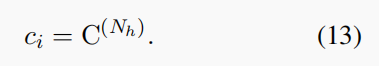 c_i = C^{(N_h)}. (13)